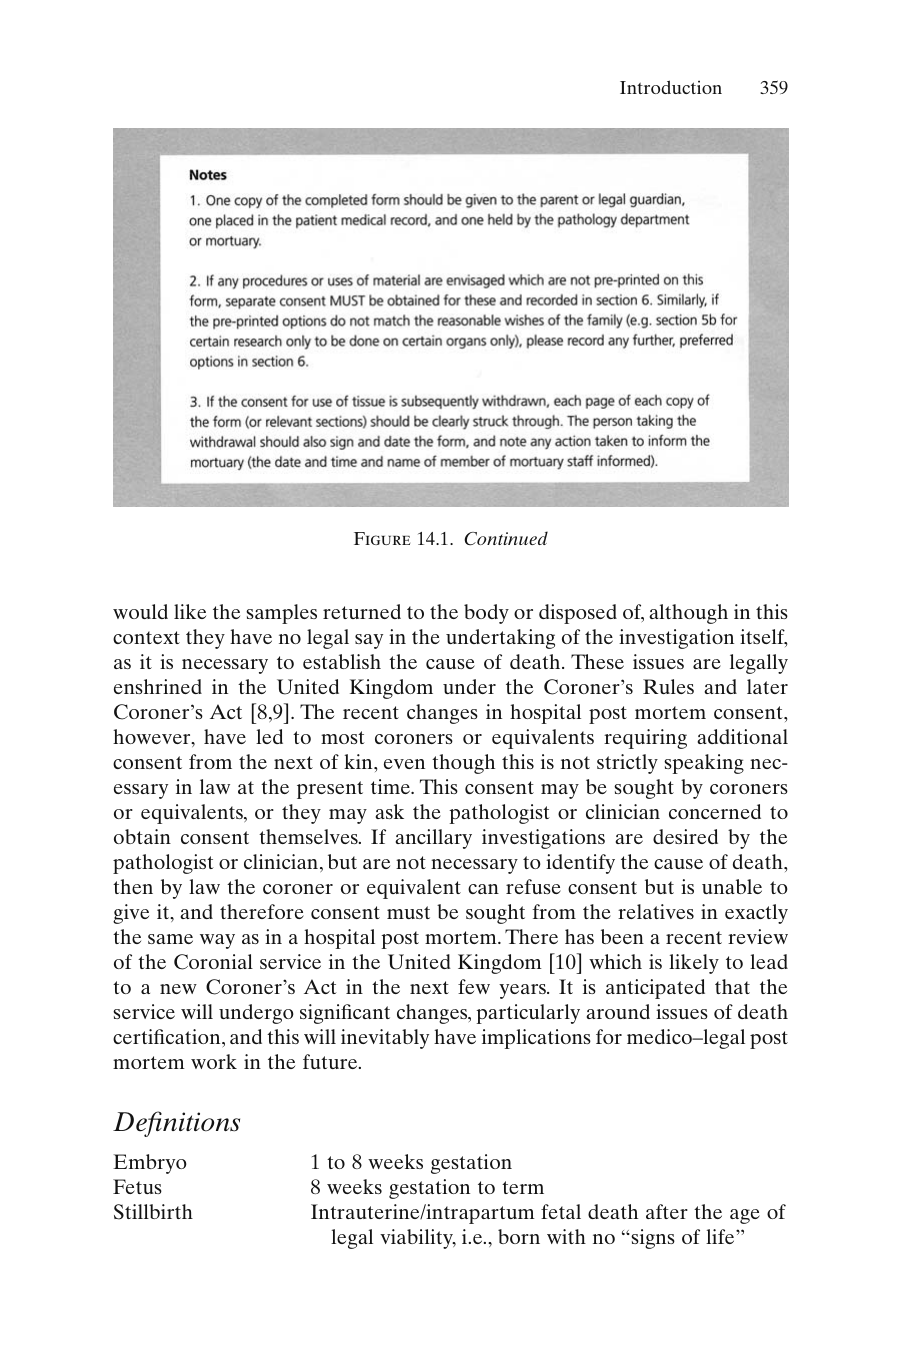 Introduction 359
Notes
1. One copy of the completed form should be given to the parent or legal guardian,
one placed in the patient medical record, and one held by the pathology department
or mortuary.
2. If any procedures or uses of material are envisaged which are not pre-printed on this
form, separate consent MUST be obtained for these and recorded in section 6. Similarly, if
the pre-printed options do not match the reasonable wishes of the family (e.g. section 5b for
certain research only to be done on certain organs only), please record any further, preferred
options in section 6.
3. If the consent for use of tissue is subsequently withdrawn, each page of each copy of
the form (or relevant sections) should be clearly struck through. The person taking the
withdrawal should also sign and date the form, and note any action taken to inform the
mortuary (the date and time and name of member of mortuary staff informed).
Figure 14.1. Continued
would like the samples returned to the body or disposed of, although in this
context they have no legal say in the undertaking of the investigation itself,
as it is necessary to establish the cause of death. These issues are legally
enshrined in the United Kingdom under the Coroner's Rules and later
Coroner's Act [8,9]. The recent changes in hospital post mortem consent,
however, have led to most coroners or equivalents requiring additional
consent from the next of kin, even though this is not strictly speaking nec-
essary in law at the present time. This consent may be sought by coroners
or equivalents, or they may ask the pathologist or clinician concerned to
obtain consent themselves. If ancillary investigations are desired by the
pathologist or clinician, but are not necessary to identify the cause of death,
then by law the coroner or equivalent can refuse consent but is unable to
give it, and therefore consent must be sought from the relatives in exactly
the same way as in a hospital post mortem. There has been a recent review
of the Coronial service in the United Kingdom [10] which is likely to lead
to a new Coroner's Act in the next few years. It is anticipated that the
service will undergo significant changes, particularly around issues of death
certification, and this will inevitably have implications for medico–legal post
mortem work in the future.
Definitions
Embryo 1 to 8 weeks gestation
Fetus 8 weeks gestation to term
Stillbirth Intrauterine/intrapartum fetal death after the age of
legal viability, i.e., born with no “signs of life”